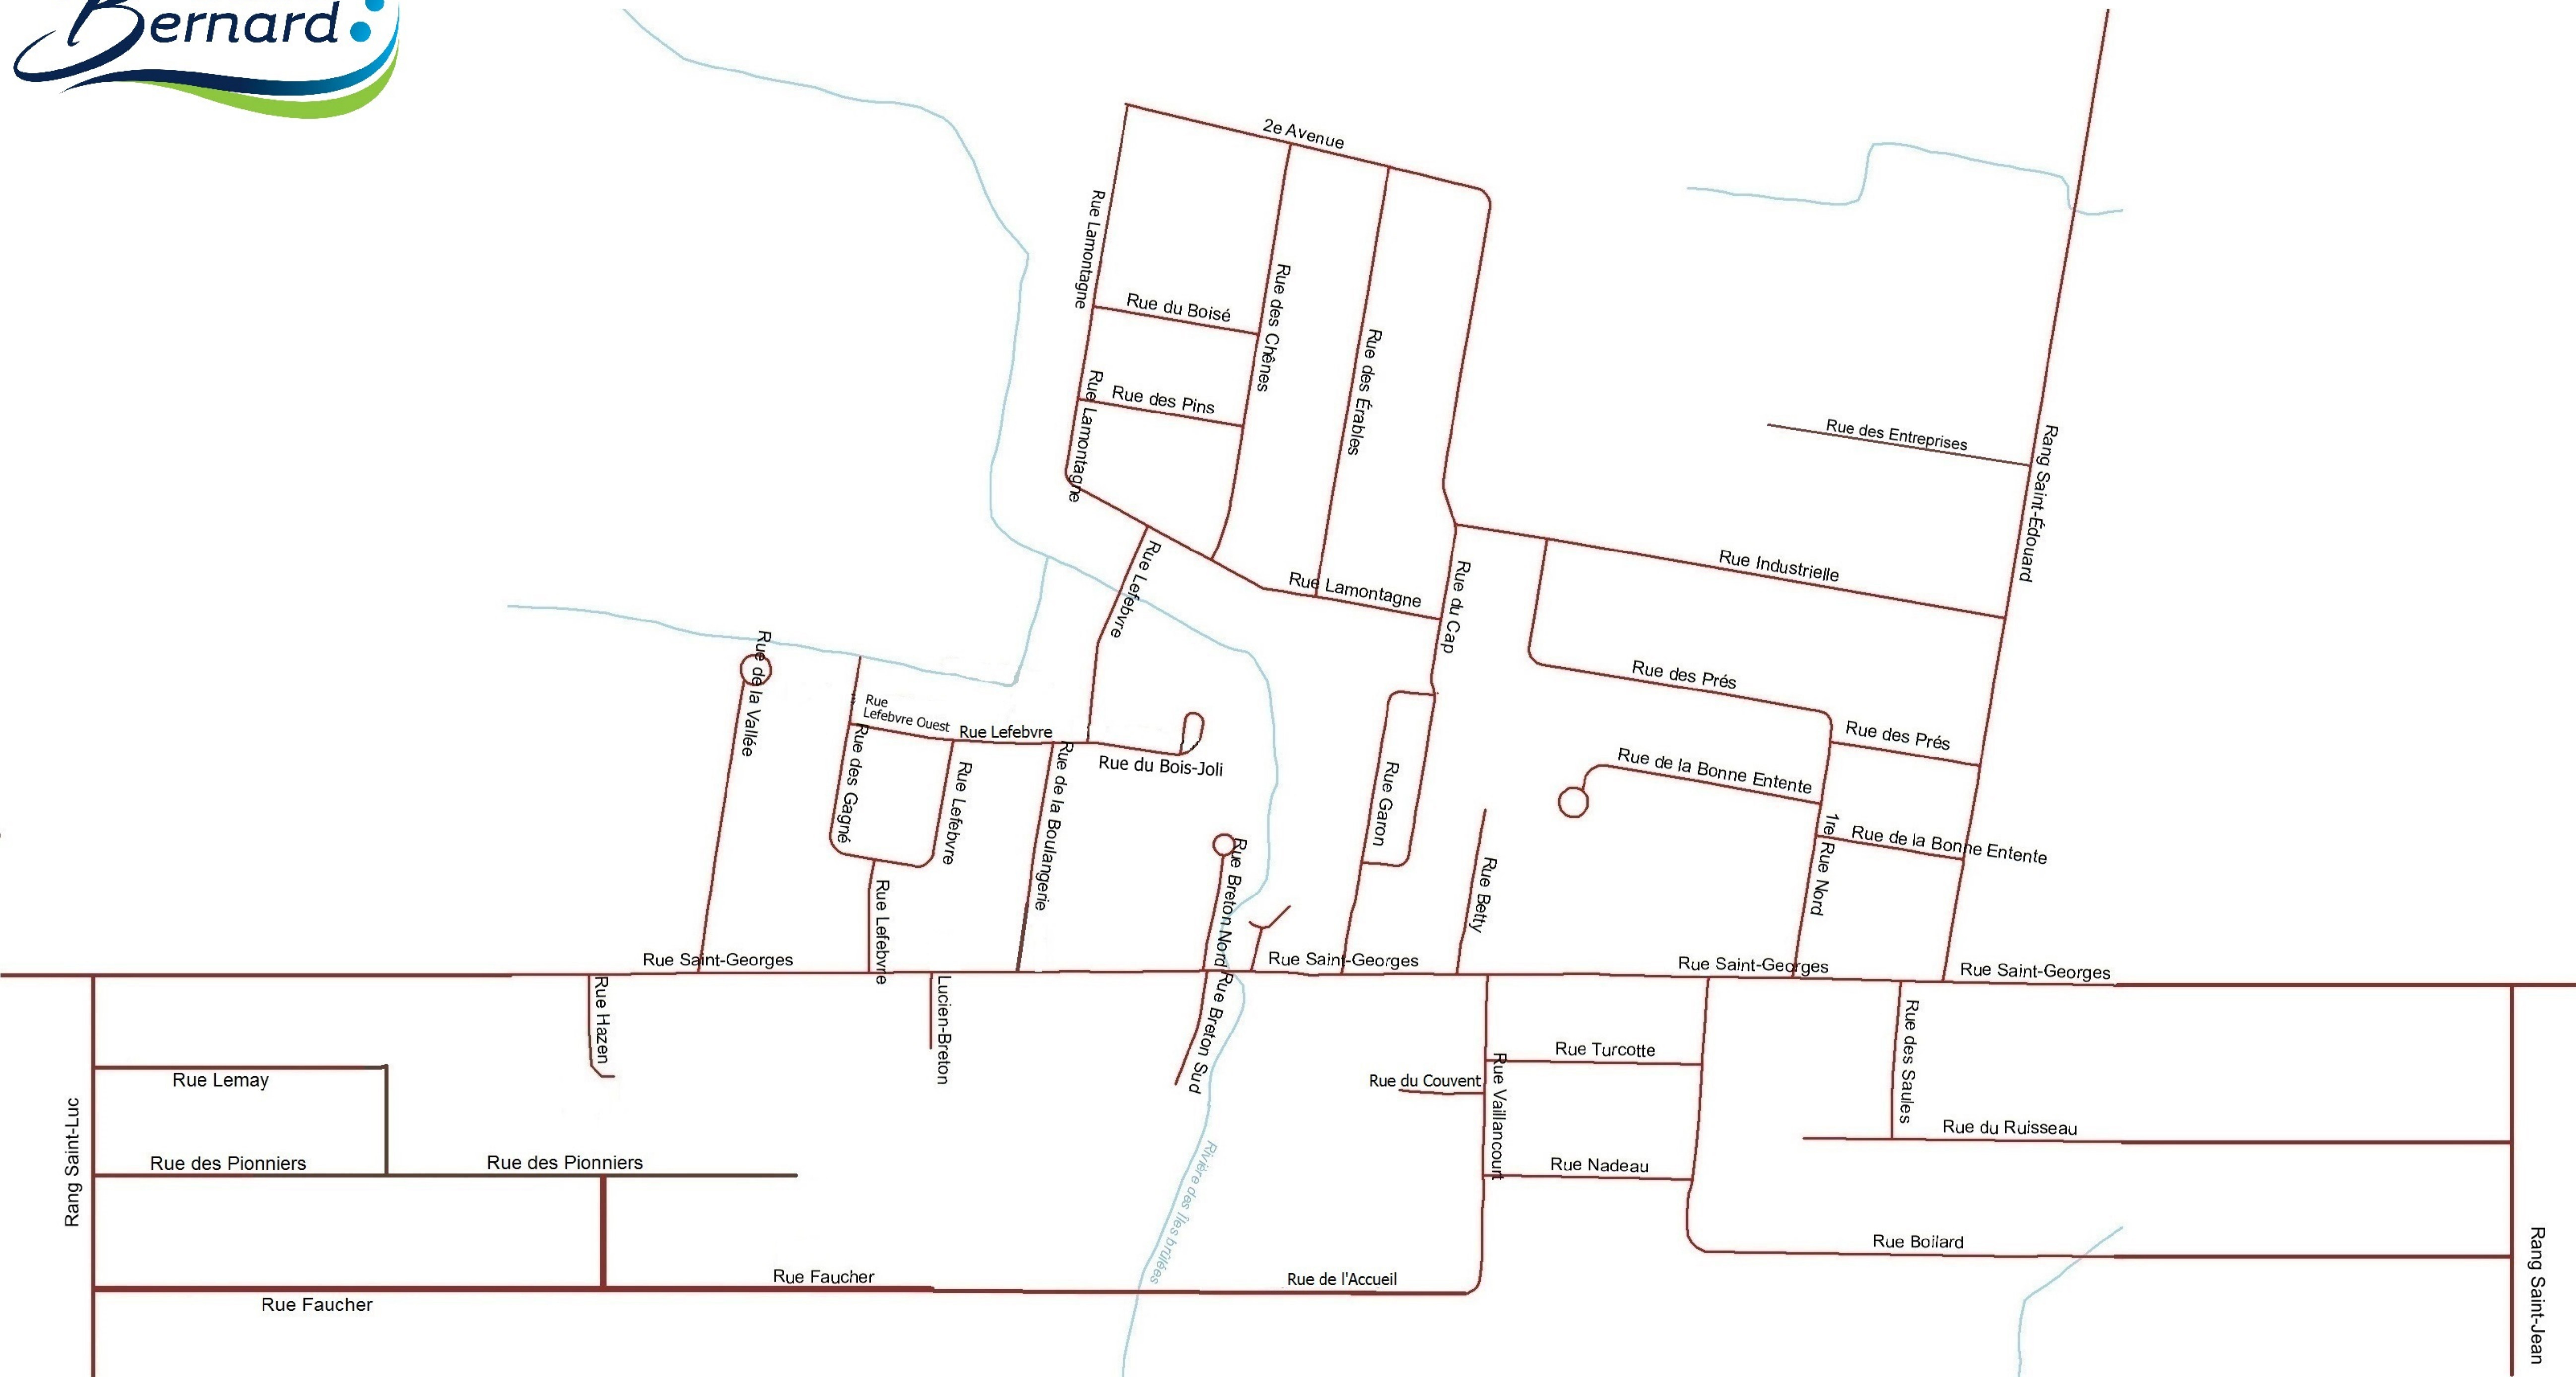 Bernard
2e Avenue
Rue Lamontagne
Rue du Boisé
Rue des Chênes
Rue des Érables
Rue Lamontagne
Rue des Pins
Rue des Entreprises
Rang Saint-Édouard
Rue Lefebvre
Rue Lamontagne
Rue du Cap
Rue Industrielle
Rue de la Vallée
Rue
Lefebvre Ouest
Rue Lefebvre
Rue des Gagné
Rue Lefebvre
Rue de la Boulangerie
Rue du Bois-Joli
Rue Garon
Rue des Prés
Rue des Prés
Rue de la Bonne Entente
Rue de la Bonne Entente
1re Rue Nord
Rue Betty
Rue Breton Nord
Rue Lefebvre
Rue Saint-Georges
Rue Saint-Georges
Rue Saint-Georges
Rue Saint-Georges
Rue Hazen
Lucien-Breton
Rue Breton Sud
Rue Vaillancourt
Rue Turcotte
Rue du Couvent
Rue Nadeau
Rue des Saules
Rue du Ruisseau
Rue Lemay
Rang Saint-Luc
Rue des Pionniers
Rue des Pionniers
Rivière des Îles brûlées
Rue Boilard
Rang Saint-Jean
Rue Faucher
Rue de l'Accueil
Rue Faucher